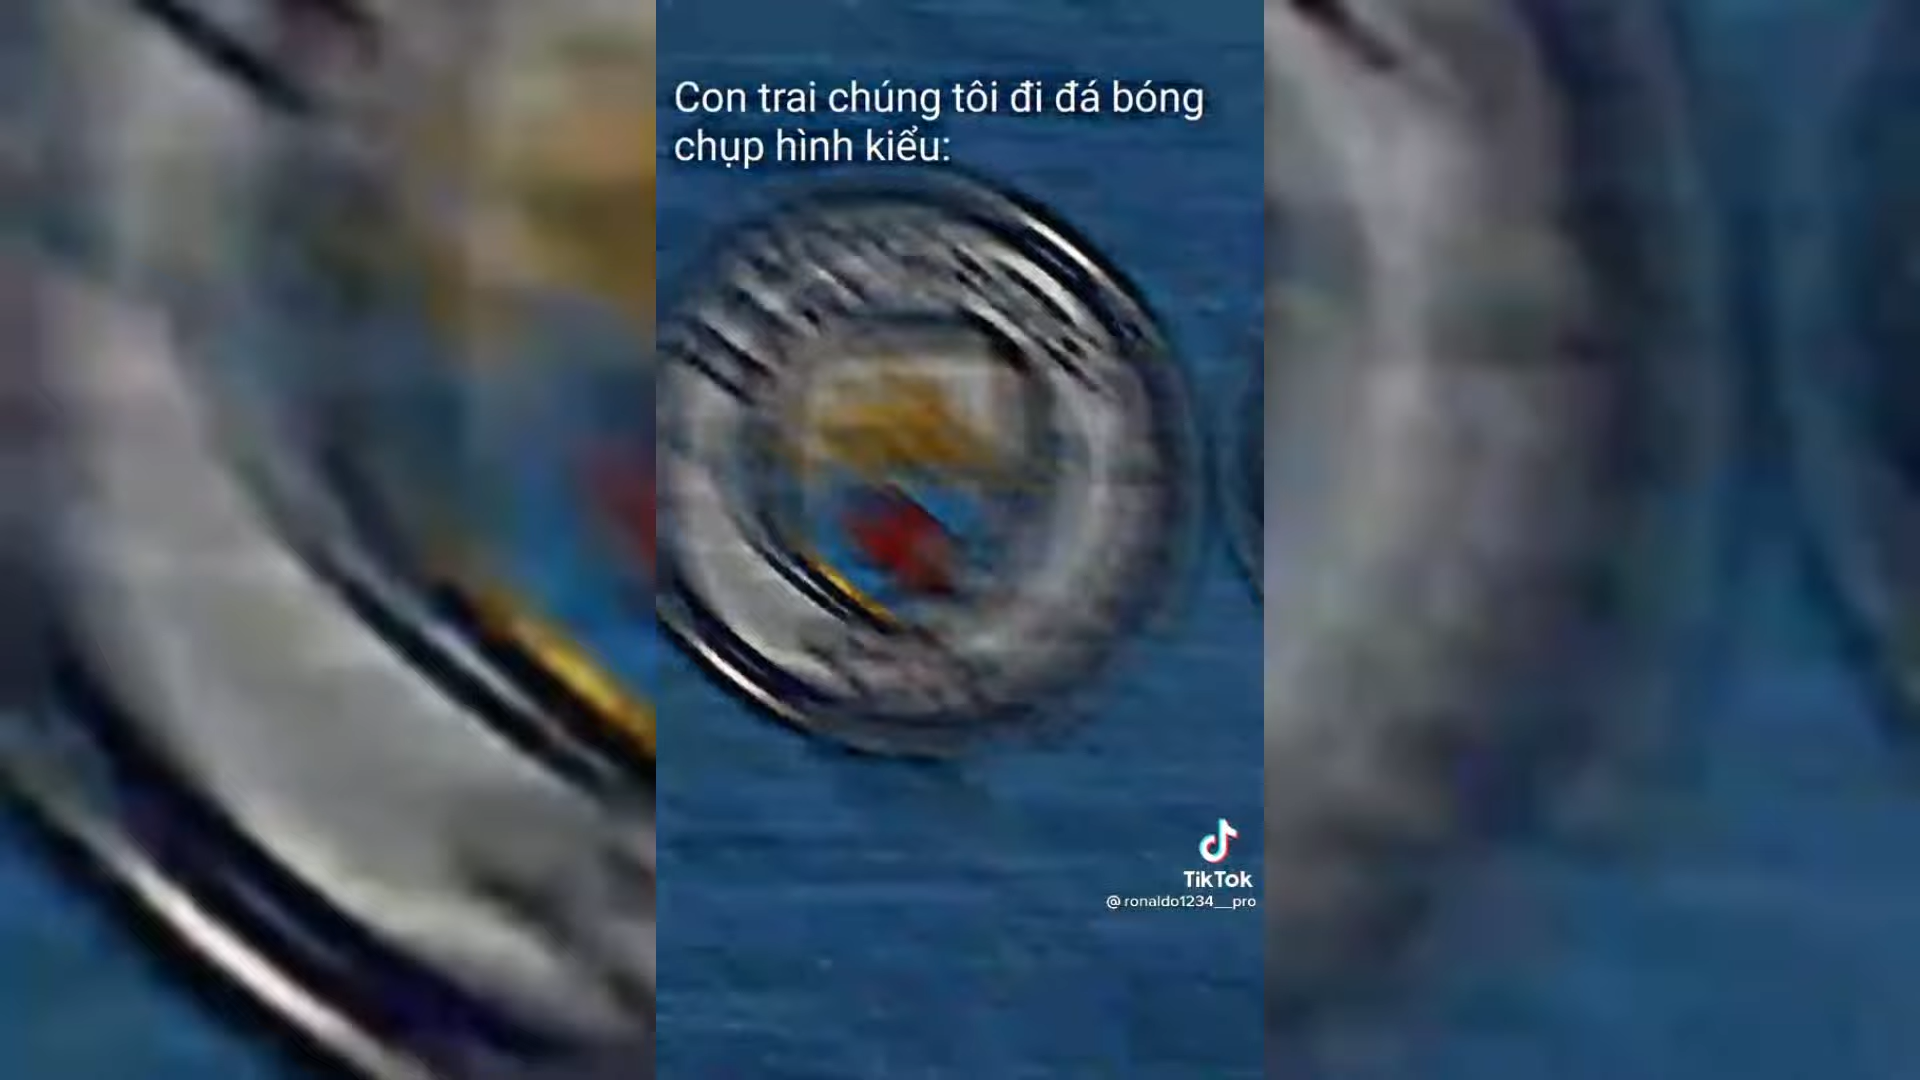 Con trai chúng tôi đi đá bóng
chụp hình kiểu:
TikTok
@ronaldo1234__pro